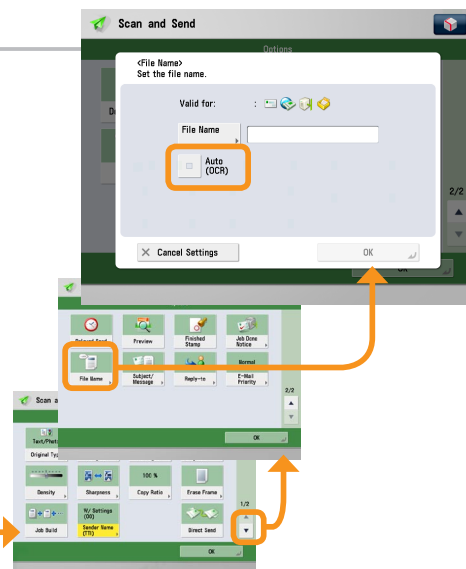 Scan and Send
Options
<File Name>
Set the file name.
Valid for: :
File Name
Auto
(OCR)
2/2
Cancel Settings
OK
OK
Delayed Send
Preview
Finished
Stamp
Job Done
Notice
File Name
Subject/
Message
Reply-to
Normal
E-Mail
Priority
2/2
OK
Scan a
Text/Phot
Original Ty
Density
Sharpness
100 %
Copy Ratio
Erase Frame
1/2
Job Build
W/ Settings
(00)
Sender Name
(TTI)
Direct Send
OK